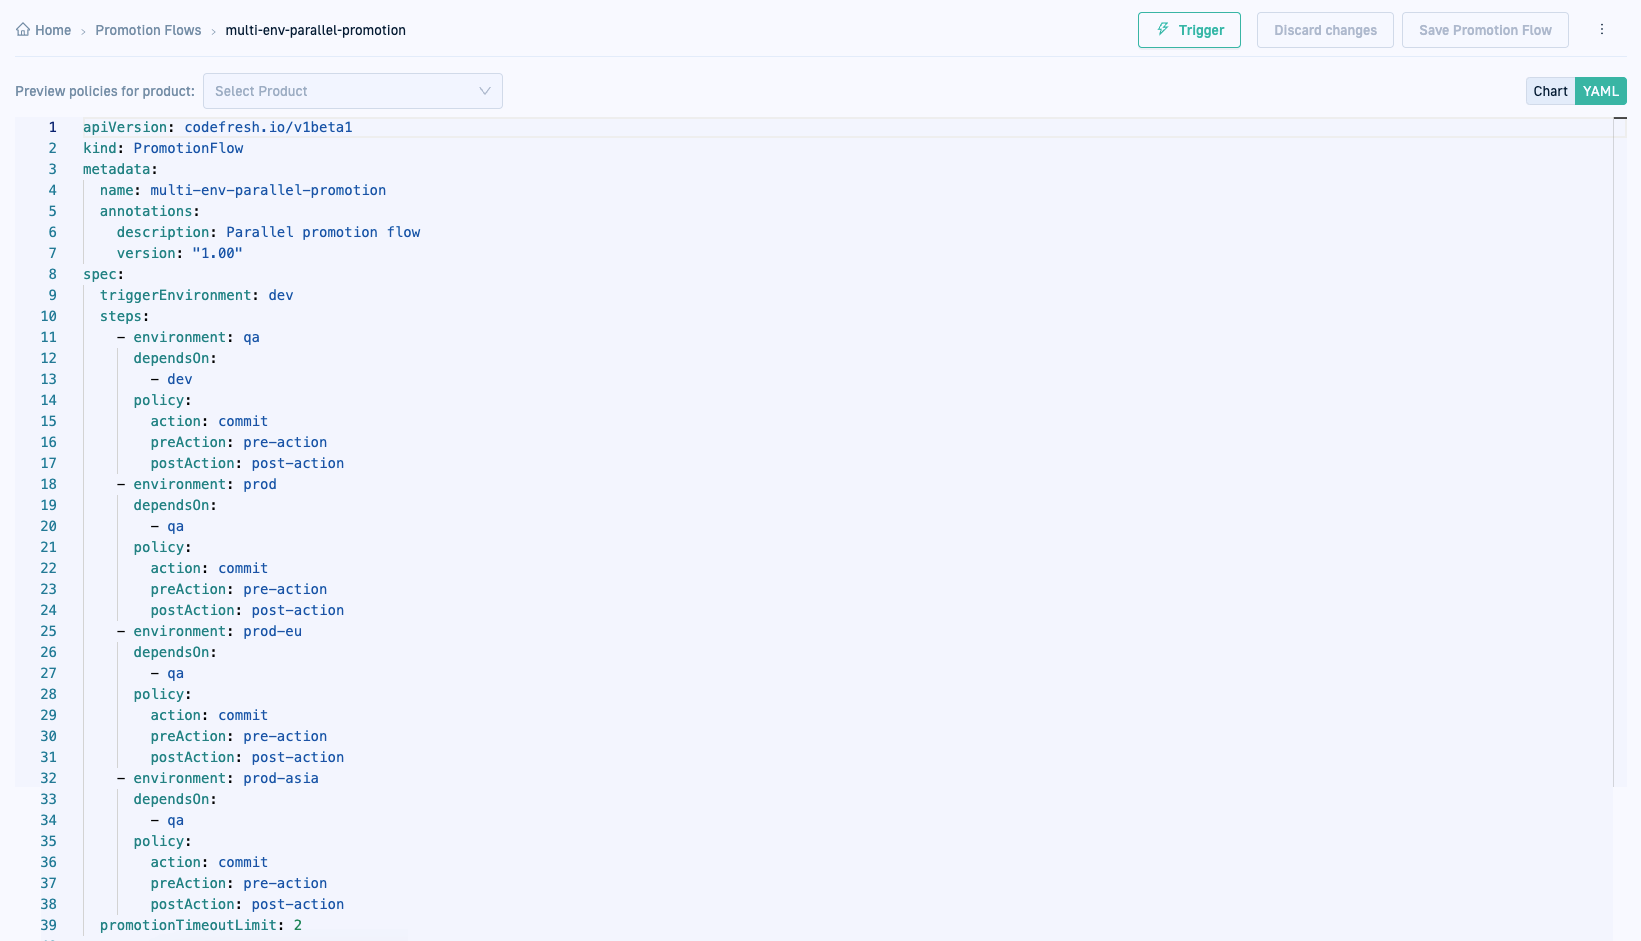 Home › Promotion Flows › multi-env-parallel-promotion
Trigger
Discard changes
Save Promotion Flow
Preview policies for product: Select Product
Chart YAML
1 apiVersion: codefresh.io/v1beta1
2 kind: PromotionFlow
3 metadata:
4   name: multi-env-parallel-promotion
5   annotations:
6     description: Parallel promotion flow
7     version: "1.00"
8 spec:
9   triggerEnvironment: dev
10   steps:
11     - environment: qa
12       dependsOn:
13         - dev
14       policy:
15         action: commit
16         preAction: pre-action
17         postAction: post-action
18     - environment: prod
19       dependsOn:
20         - qa
21       policy:
22         action: commit
23         preAction: pre-action
24         postAction: post-action
25     - environment: prod-eu
26       dependsOn:
27         - qa
28       policy:
29         action: commit
30         preAction: pre-action
31         postAction: post-action
32     - environment: prod-asia
33       dependsOn:
34         - qa
35       policy:
36         action: commit
37         preAction: pre-action
38         postAction: post-action
39   promotionTimeoutLimit: 2